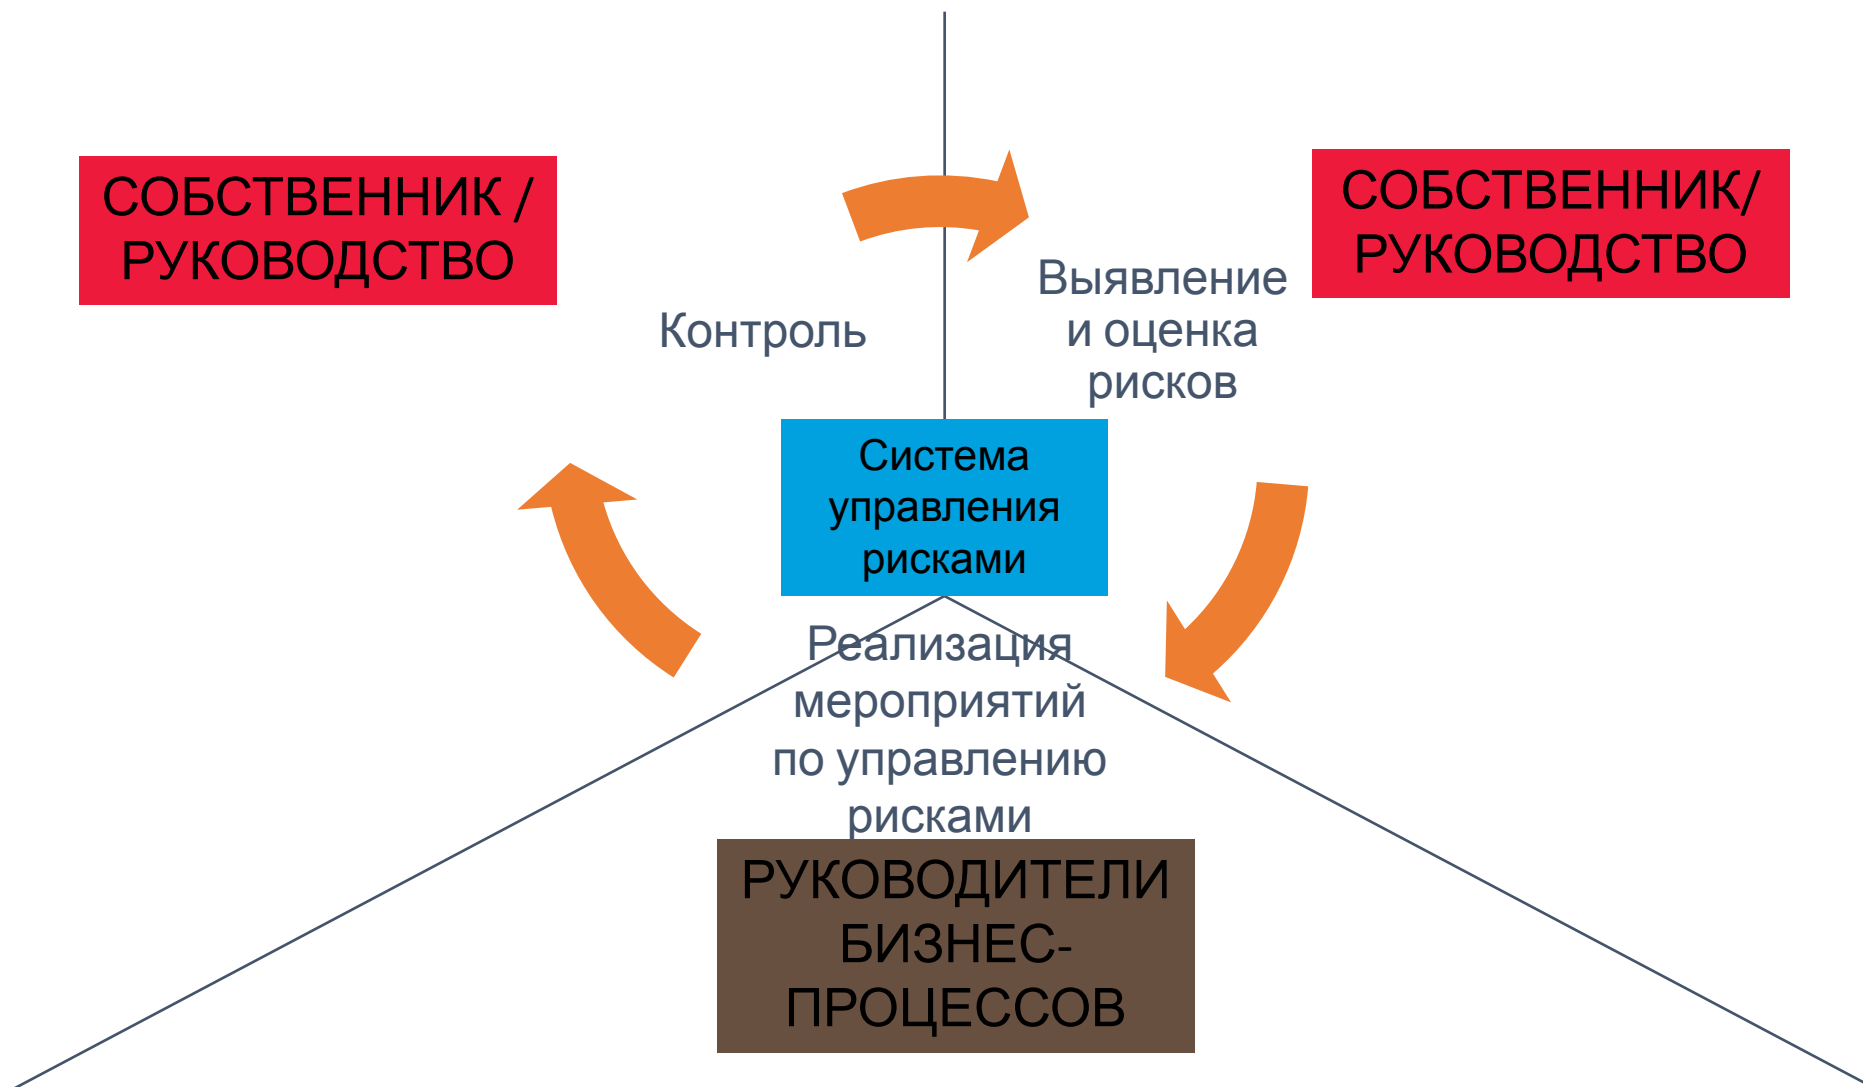 СОБСТВЕННИК /
РУКОВОДСТВО
СОБСТВЕННИК/
РУКОВОДСТВО
Контроль
Выявление
и оценка
рисков
Система
управления
рисками
Реализация
мероприятий
по управлению
рисками
РУКОВОДИТЕЛИ
БИЗНЕС-
ПРОЦЕССОВ